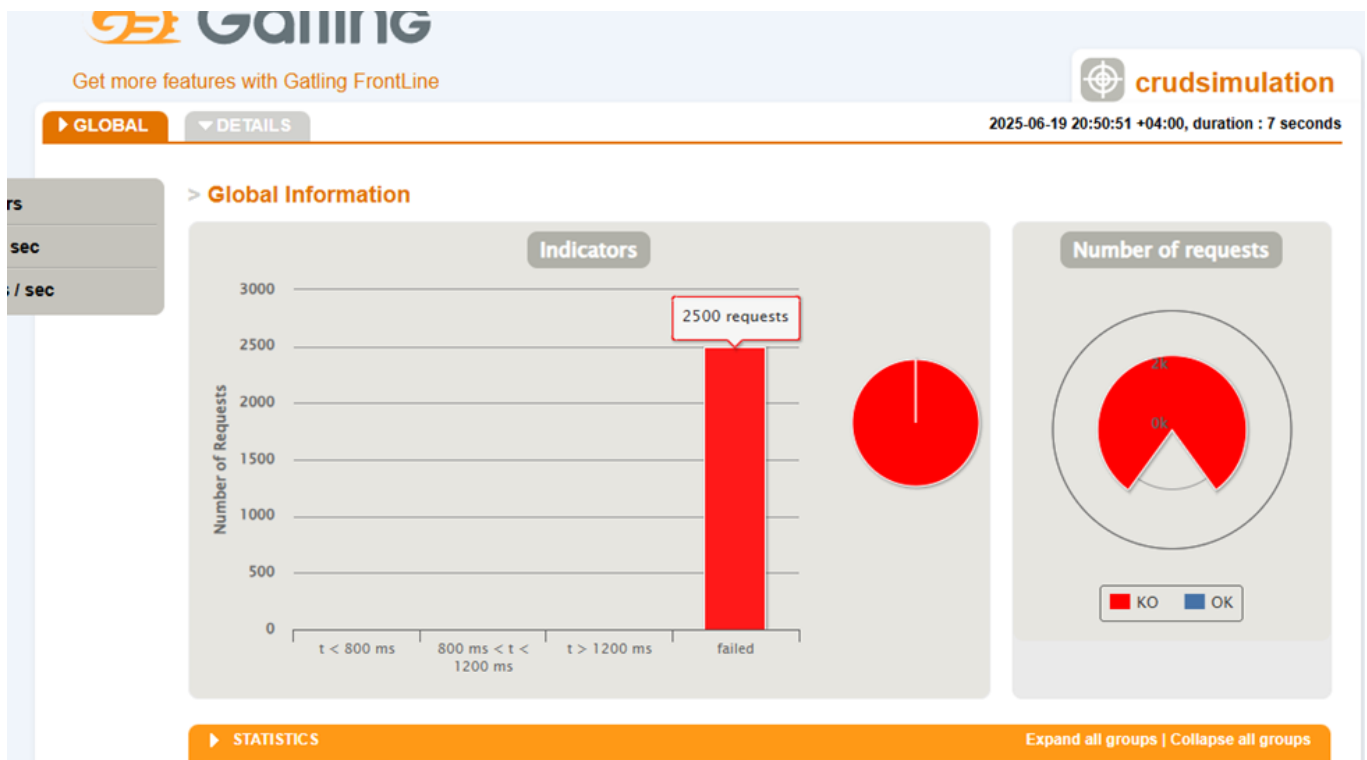 Gatling
Get more features with Gatling FrontLine
crudsimulation
GLOBAL
DETAILS
2025-06-19 20:50:51 +04:00, duration : 7 seconds
rs
sec
s / sec
> Global Information
Indicators
Number of requests
3000
2500
2000
1500
1000
500
0
Number of Requests
2500 requests
t < 800 ms
800 ms < t <
1200 ms
t > 1200 ms
failed
2k
0k
KO
OK
STATISTICS
Expand all groups | Collapse all groups